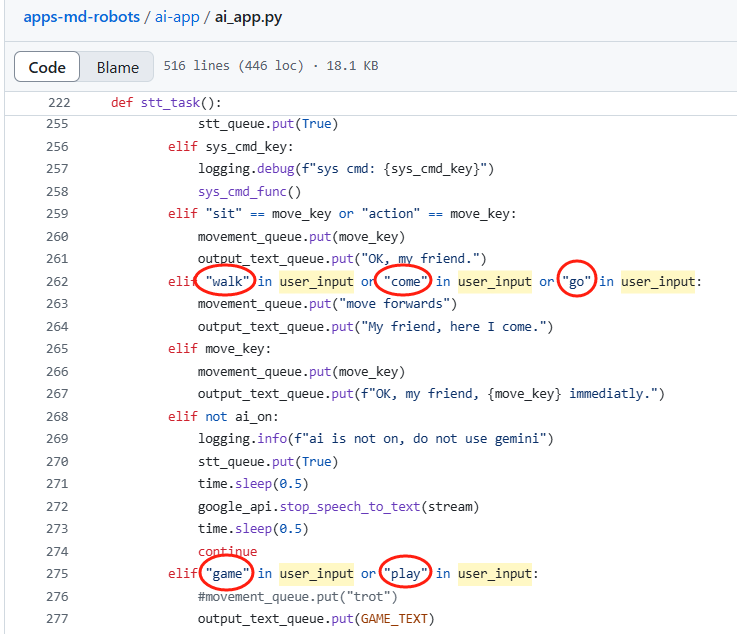 apps-md-robots / ai-app / ai_app.py
Code Blame 516 lines (446 loc) · 18.1 KB
222 def stt_task():
255 stt_queue.put(True)
256 elif sys_cmd_key:
257 logging.debug(f"sys cmd: {sys_cmd_key}")
258 sys_cmd_func()
259 elif "sit" == move_key or "action" == move_key:
260 movement_queue.put(move_key)
261 output_text_queue.put("OK, my friend.")
262 elif "walk" in user_input or "come" in user_input or "go" in user_input:
263 movement_queue.put("move forwards")
264 output_text_queue.put("My friend, here I come.")
265 elif move_key:
266 movement_queue.put(move_key)
267 output_text_queue.put(f"OK, my friend, {move_key} immediatly.")
268 elif not ai_on:
269 logging.info(f"ai is not on, do not use gemini")
270 stt_queue.put(True)
271 time.sleep(0.5)
272 google_api.stop_speech_to_text(stream)
273 time.sleep(0.5)
274 continue
275 elif "game" in user_input or "play" in user_input:
276 #movement_queue.put("trot")
277 output_text_queue.put(GAME_TEXT)